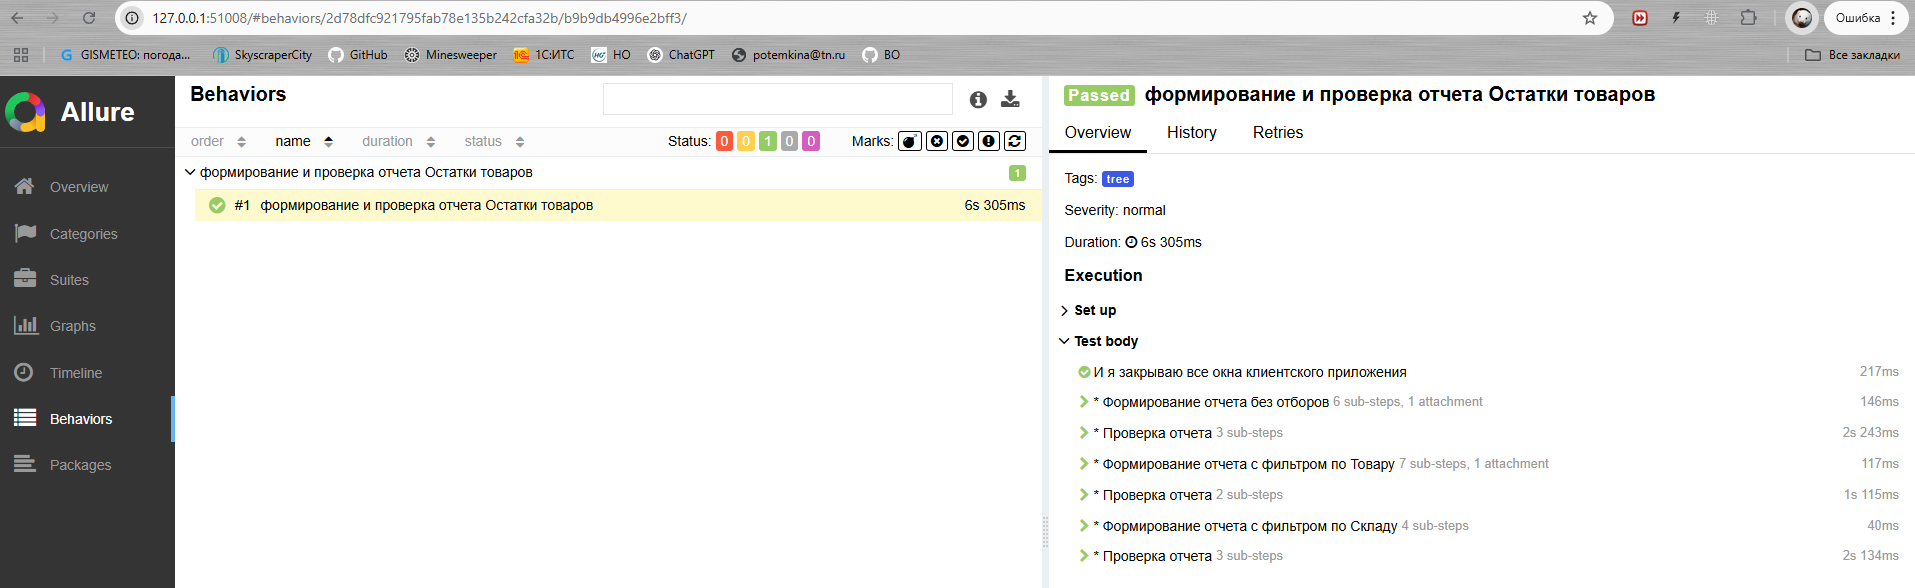 127.0.0.1:51008/#behaviors/2d78dfc921795fab78e135b242cfa32b/b9b9db4996e2bff3/
Ошибка
GISMETEO: погода... SkyscraperCity GitHub Minesweeper 1С:ИТС НО ChatGPT potemkina@tn.ru BO Все закладки
Allure
Overview
Categories
Suites
Graphs
Timeline
Behaviors
Packages
Behaviors
order name duration status Status: 0 0 1 0 0 Marks:
формирование и проверка отчета Остатки товаров 1
#1 формирование и проверка отчета Остатки товаров 6s 305ms
Passed формирование и проверка отчета Остатки товаров
Overview History Retries
Tags: tree
Severity: normal
Duration: 6s 305ms
Execution
Set up
Test body
И я закрываю все окна клиентского приложения 217ms
* Формирование отчета без отборов 6 sub-steps, 1 attachment 146ms
* Проверка отчета 3 sub-steps 2s 243ms
* Формирование отчета с фильтром по Товару 7 sub-steps, 1 attachment 117ms
* Проверка отчета 2 sub-steps 1s 115ms
* Формирование отчета с фильтром по Складу 4 sub-steps 40ms
* Проверка отчета 3 sub-steps 2s 134ms